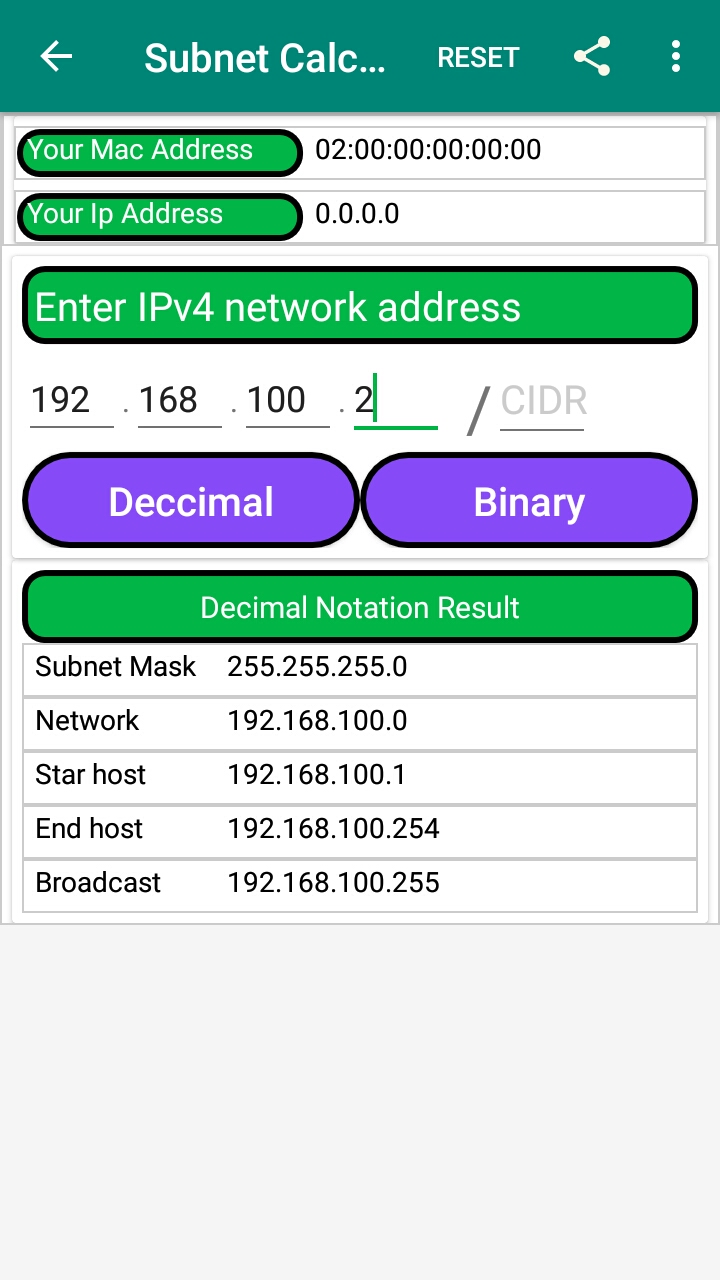 Subnet Calc... RESET
Your Mac Address 02:00:00:00:00:00
Your Ip Address 0.0.0.0
Enter IPv4 network address
192 . 168 . 100 . 2 / CIDR
Deccimal Binary
Decimal Notation Result
Subnet Mask 255.255.255.0
Network 192.168.100.0
Star host 192.168.100.1
End host 192.168.100.254
Broadcast 192.168.100.255